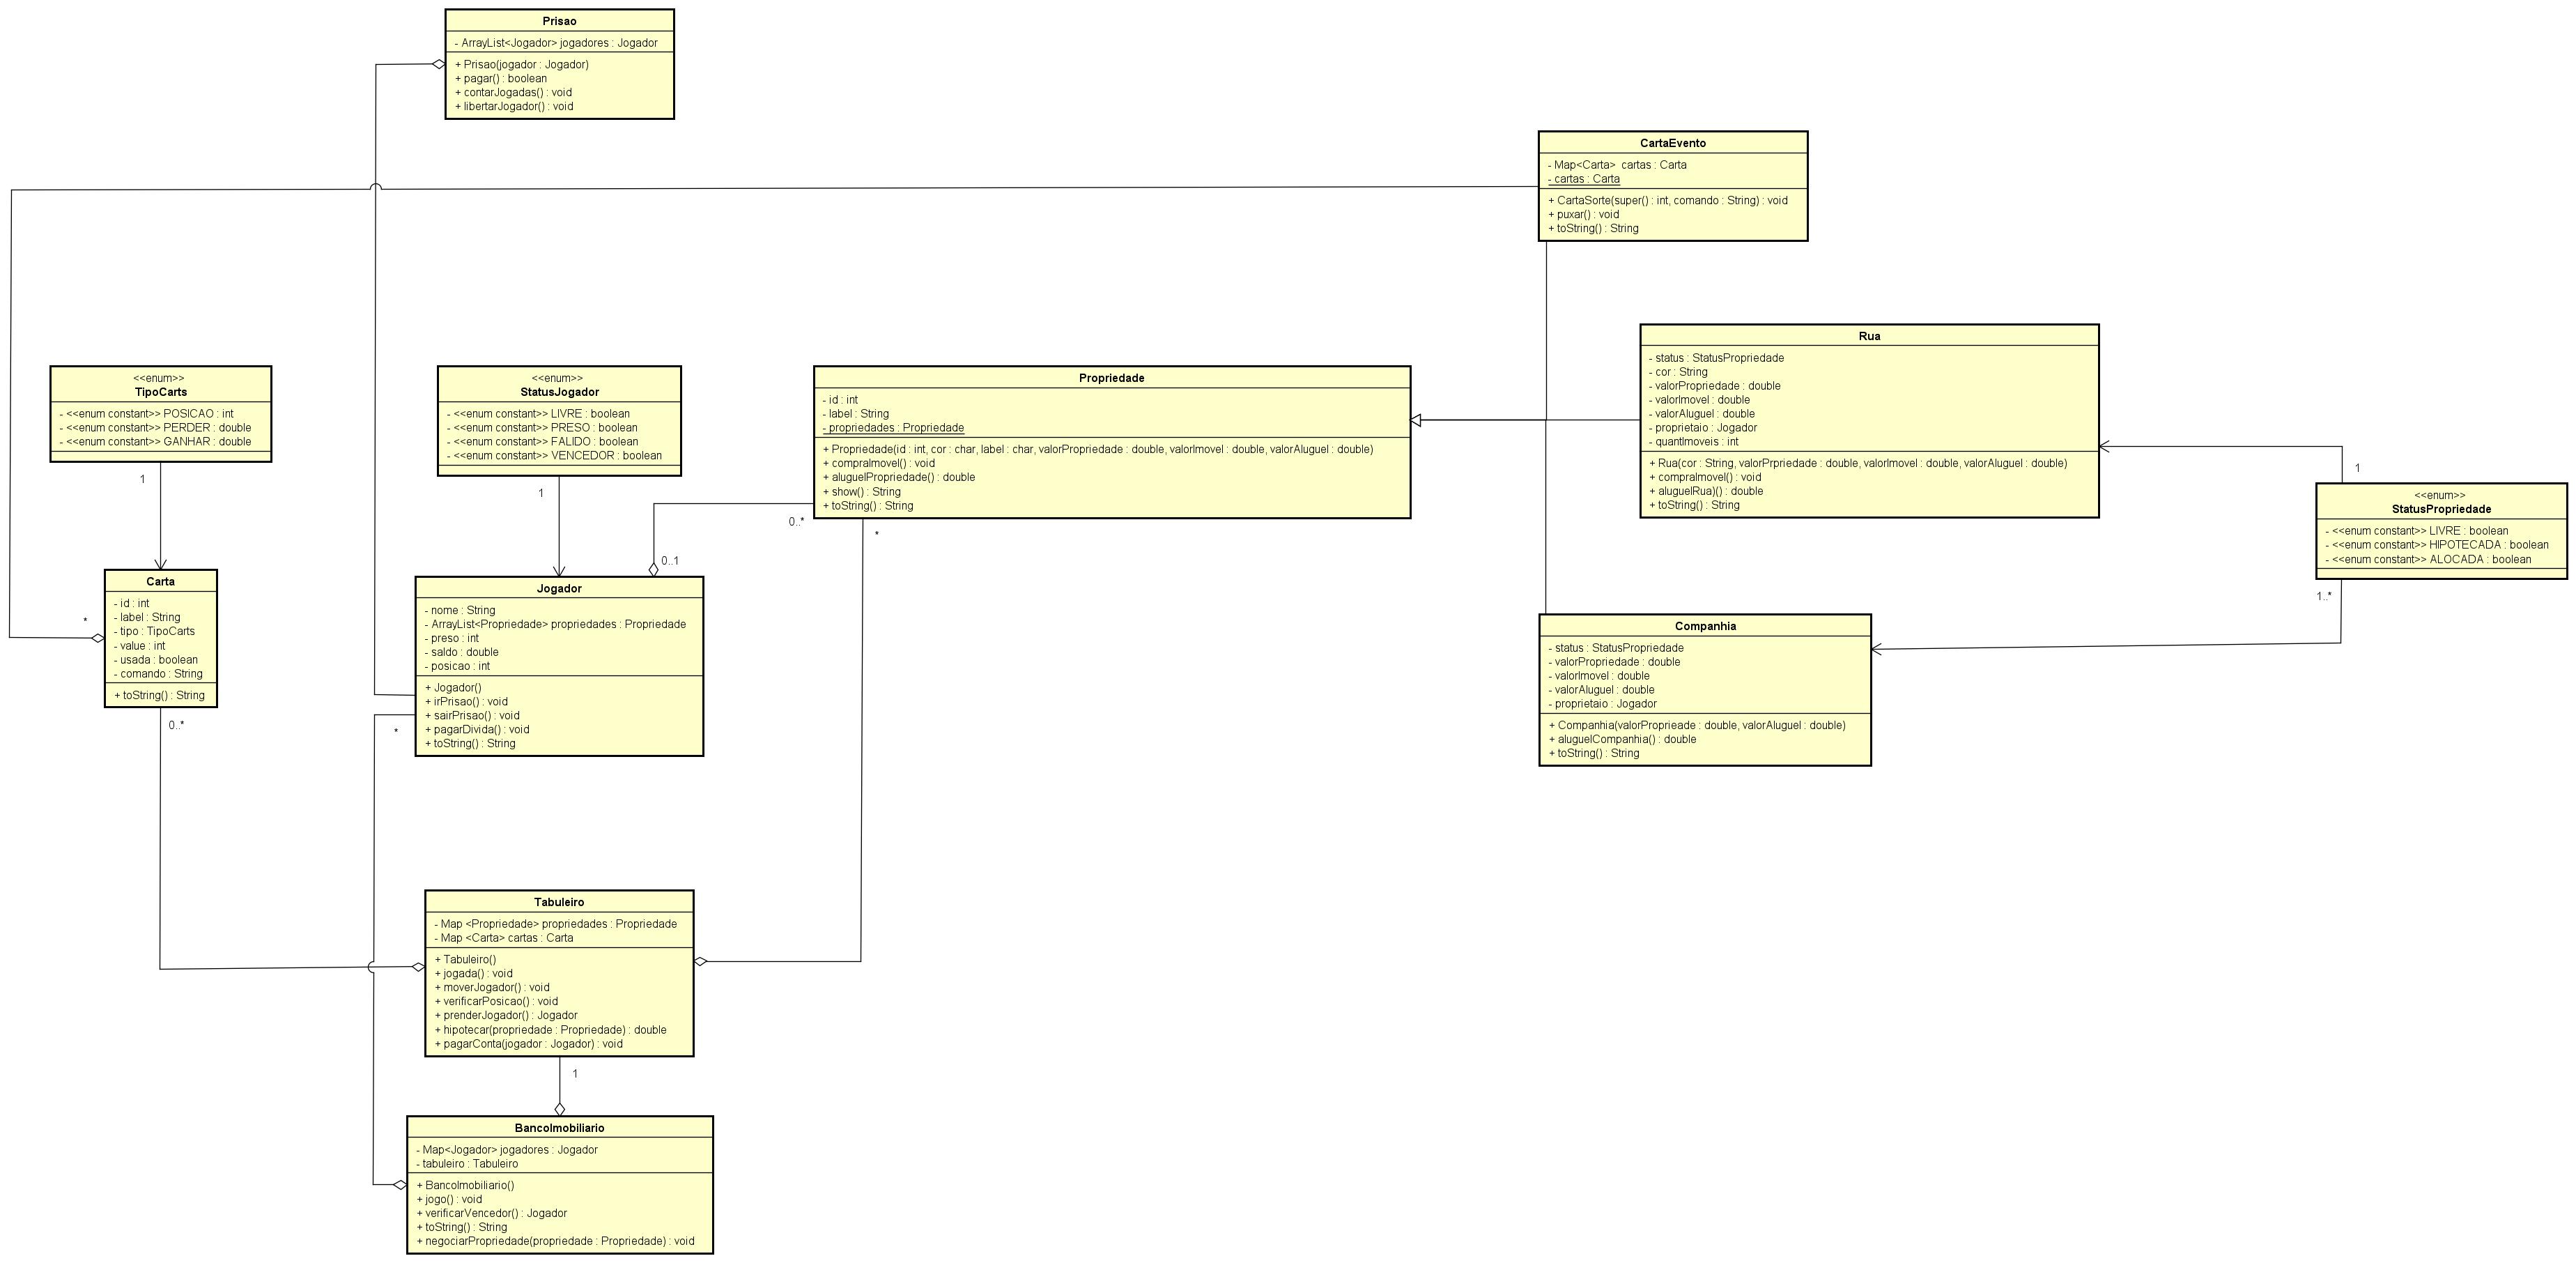 Prisao
- ArrayList<Jogador> jogadores : Jogador
+ Prisao(jogador : Jogador)
+ pagar() : boolean
+ contarJogadas() : void
+ libertarJogador() : void
CartaEvento
- Map<Carta>  cartas : Carta
- cartas : Carta
+ CartaSorte(super() : int, comando : String) : void
+ puxar() : void
+ toString() : String
<<enum>>
TipoCarts
- <<enum constant>> POSICAO : int
- <<enum constant>> PERDER : double
- <<enum constant>> GANHAR : double
1
<<enum>>
StatusJogador
- <<enum constant>> LIVRE : boolean
- <<enum constant>> PRESO : boolean
- <<enum constant>> FALIDO : boolean
- <<enum constant>> VENCEDOR : boolean
1
Propriedade
- id : int
- label : String
- propriedades : Propriedade
+ Propriedade(id : int, cor : char, label : char, valorPropriedade : double, valorImovel : double, valorAluguel : double)
+ compraImovel() : void
+ aluguelPropriedade() : double
+ show() : String
+ toString() : String
0..*
*
0..1
Rua
- status : StatusPropriedade
- cor : String
- valorPropriedade : double
- valorImovel : double
- valorAluguel : double
- proprietaio : Jogador
- quantImoveis : int
+ Rua(cor : String, valorPrpriedade : double, valorImovel : double, valorAluguel : double)
+ compraImovel() : void
+ aluguelRua)() : double
+ toString() : String
1
<<enum>>
StatusPropriedade
- <<enum constant>> LIVRE : boolean
- <<enum constant>> HIPOTECADA : boolean
- <<enum constant>> ALOCADA : boolean
1..*
Carta
- id : int
- label : String
- tipo : TipoCarts
- value : int
- usada : boolean
- comando : String
+ toString() : String
*
0..*
Jogador
- nome : String
- ArrayList<Propriedade> propriedades : Propriedade
- preso : int
- saldo : double
- posicao : int
+ Jogador()
+ irPrisao() : void
+ sairPrisao() : void
+ pagarDivida() : void
+ toString() : String
*
Companhia
- status : StatusPropriedade
- valorPropriedade : double
- valorImovel : double
- valorAluguel : double
- proprietaio : Jogador
+ Companhia(valorProprieade : double, valorAluguel : double)
+ aluguelCompanhia() : double
+ toString() : String
Tabuleiro
- Map <Propriedade> propriedades : Propriedade
- Map <Carta> cartas : Carta
+ Tabuleiro()
+ jogada() : void
+ moverJogador() : void
+ verificarPosicao() : void
+ prenderJogador() : Jogador
+ hipotecar(propriedade : Propriedade) : double
+ pagarConta(jogador : Jogador) : void
1
BancoImobiliario
- Map<Jogador> jogadores : Jogador
- tabuleiro : Tabuleiro
+ BancoImobiliario()
+ jogo() : void
+ verificarVencedor() : Jogador
+ toString() : String
+ negociarPropriedade(propriedade : Propriedade) : void